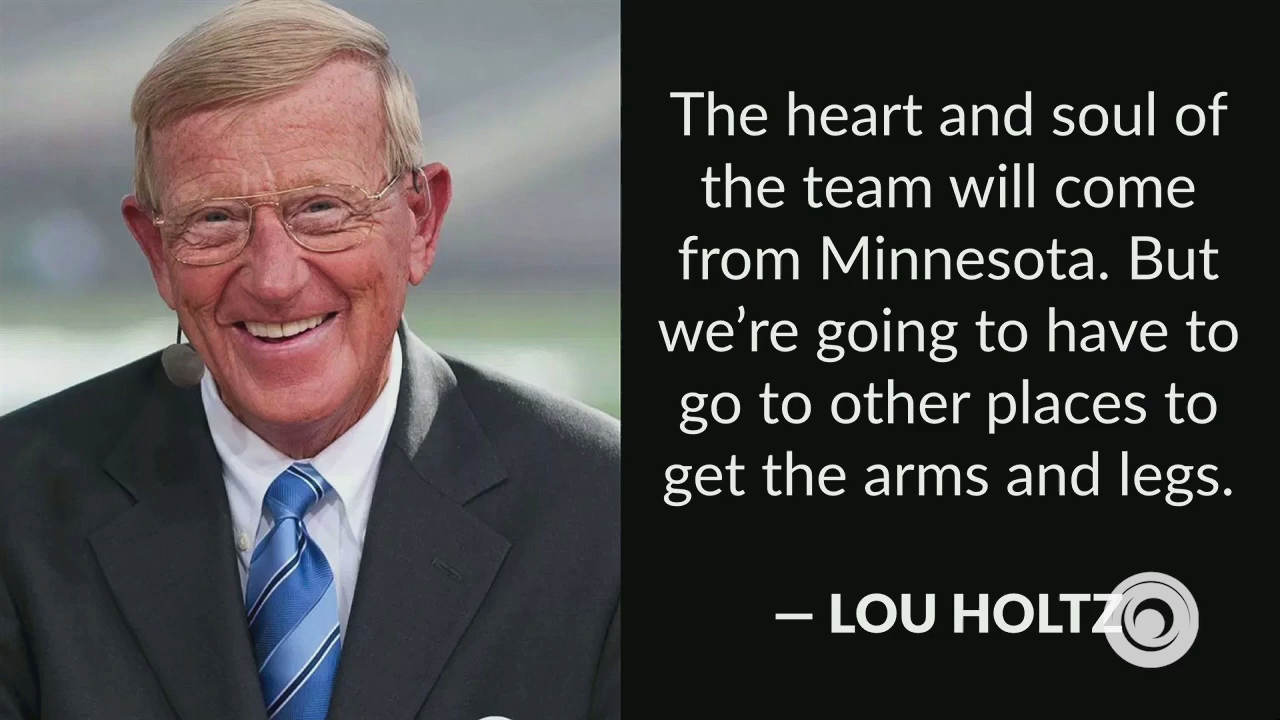 The heart and soul of
the team will come
from Minnesota. But
we’re going to have to
go to other places to
get the arms and legs.
— LOU HOLTZ